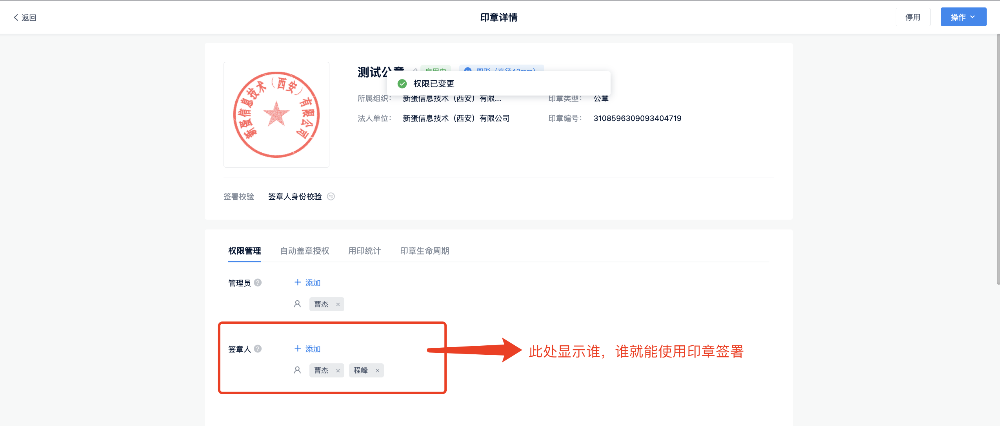 返回
印章详情
停用
操作
新蛋信息技术（西安）有限公司
测试公章
启用中
圆形（直径42mm）
权限已变更
所属组织：
新蛋信息技术（西安）有限...
印章类型：
公章
法人单位：
新蛋信息技术（西安）有限公司
印章编号：
3108596309093404719
签署校验
签章人身份校验
权限管理
自动盖章授权
用印统计
印章生命周期
管理员
添加
曹杰
签章人
添加
曹杰
程峰
此处显示谁，谁就能使用印章签署